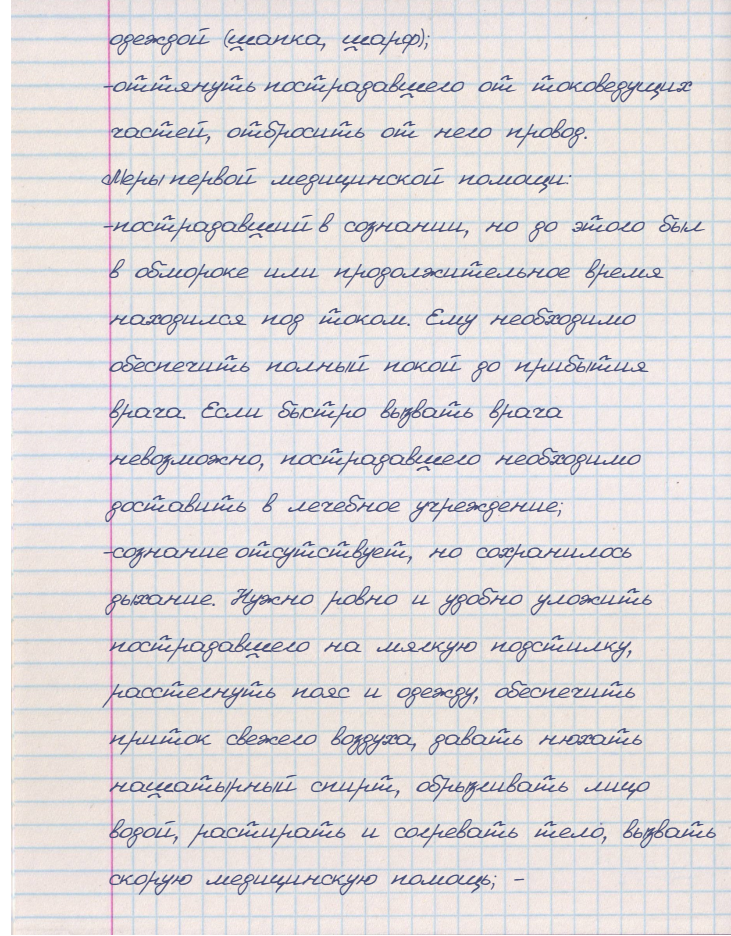 одеждой (шапка, шарф);
-оттянуть пострадавшего от токоведущих
частей, отбросить от него провод.
Меры первой медицинской помощи:
-пострадавший в сознании, но до этого был
в обмороке или продолжительное время
находился под током. Ему необходимо
обеспечить полный покой до прибытия
врача. Если быстро вызвать врача
невозможно, пострадавшего необходимо
доставить в лечебное учреждение;
-сознание отсутствует, но сохранилось
дыхание. Нужно ровно и удобно уложить
пострадавшего на мягкую подстилку,
расстегнуть пояс и одежду, обеспечить
приток свежего воздуха, давать нюхать
нашатырный спирт, обрызгивать лицо
водой, растирать и согревать тело, вызвать
скорую медицинскую помощь; -